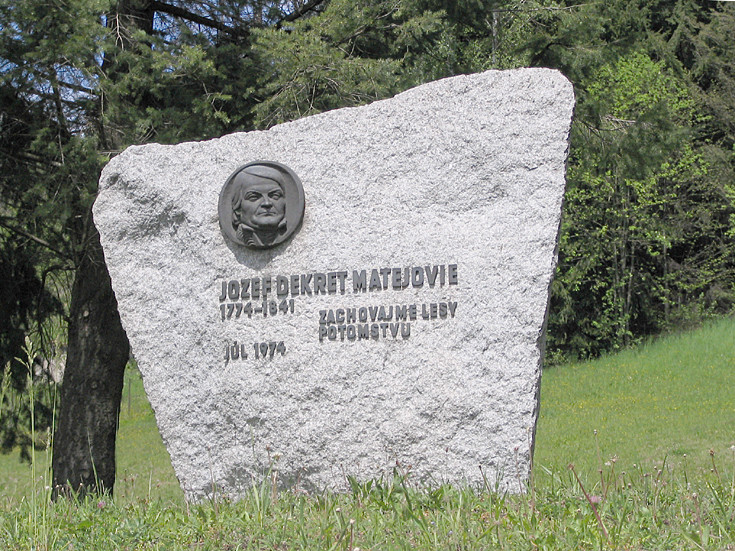 JOZEF DEKRET MATEJOVIE
1774-1841
ZACHOVAJME LESY
POTOMSTVU
JÚL 1974